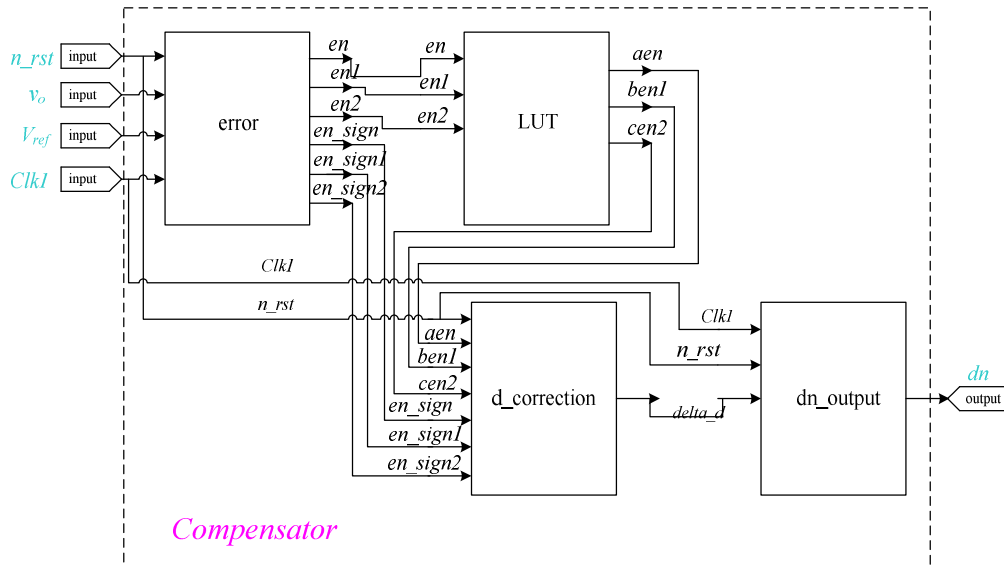 n_rst
input
v_o
input
V_ref
input
Clk1
input
error
en
en1
en2
en_sign
en_sign1
en_sign2
en
en1
en2
LUT
aen
ben1
cen2
Clk1
n_rst
aen
ben1
cen2
en_sign
en_sign1
en_sign2
d_correction
delta_d
Clk1
n_rst
dn_output
dn
output
Compensator